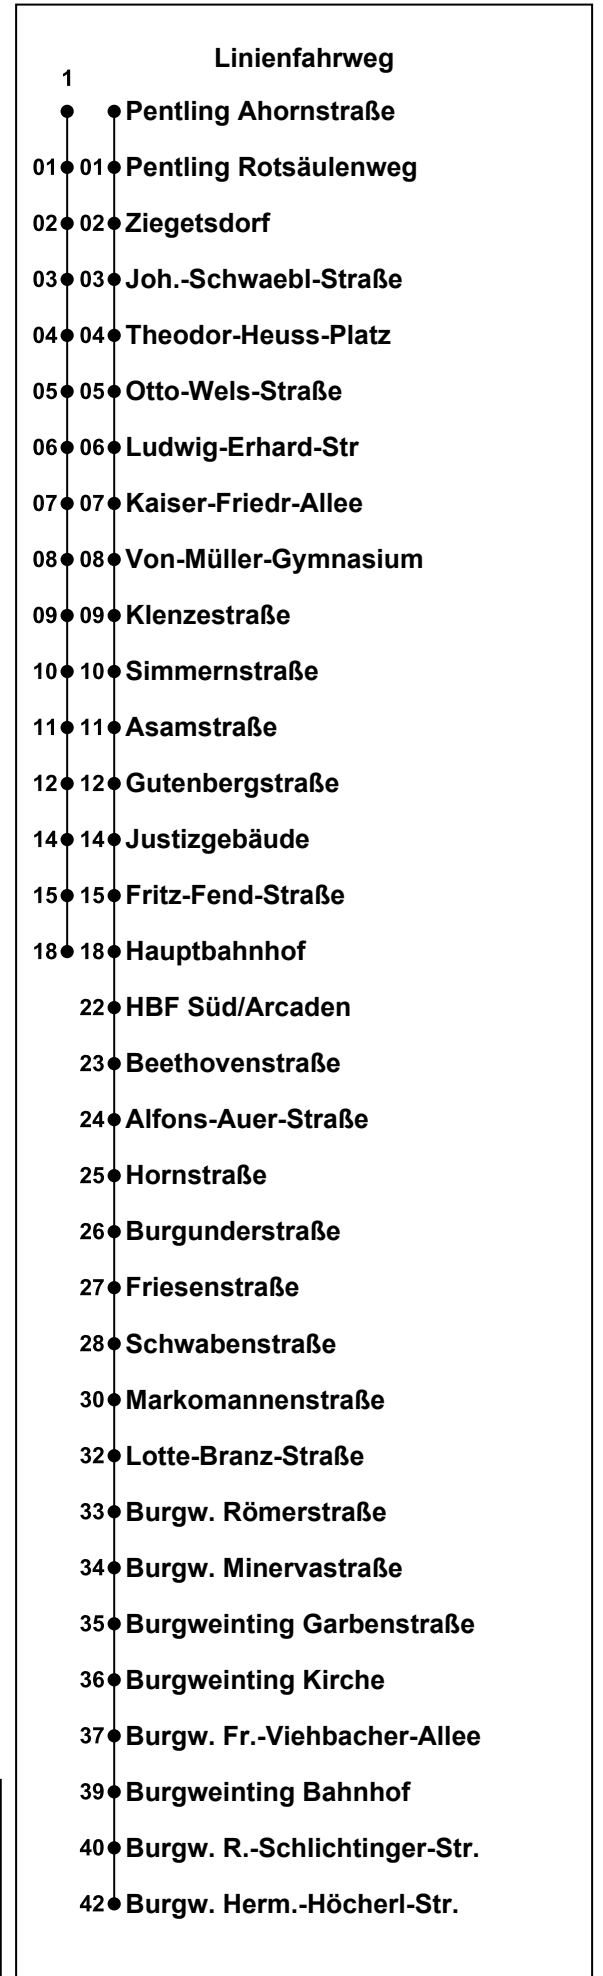 Linienfahrweg
1
Pentling Ahornstraße
01 01 Pentling Rotsäulenweg
02 02 Ziegetsdorf
03 03 Joh.-Schwaebl-Straße
04 04 Theodor-Heuss-Platz
05 05 Otto-Wels-Straße
06 06 Ludwig-Erhard-Str
07 07 Kaiser-Friedr-Allee
08 08 Von-Müller-Gymnasium
09 09 Klenzestraße
10 10 Simmernstraße
11 11 Asamstraße
12 12 Gutenbergstraße
14 14 Justizgebäude
15 15 Fritz-Fend-Straße
18 18 Hauptbahnhof
22 HBF Süd/Arcaden
23 Beethovenstraße
24 Alfons-Auer-Straße
25 Hornstraße
26 Burgunderstraße
27 Friesenstraße
28 Schwabenstraße
30 Markomannenstraße
32 Lotte-Branz-Straße
33 Burgw. Römerstraße
34 Burgw. Minervastraße
35 Burgweinting Garbenstraße
36 Burgweinting Kirche
37 Burgw. Fr.-Viehbacher-Allee
39 Burgweinting Bahnhof
40 Burgw. R.-Schlichtinger-Str.
42 Burgw. Herm.-Höcherl-Str.